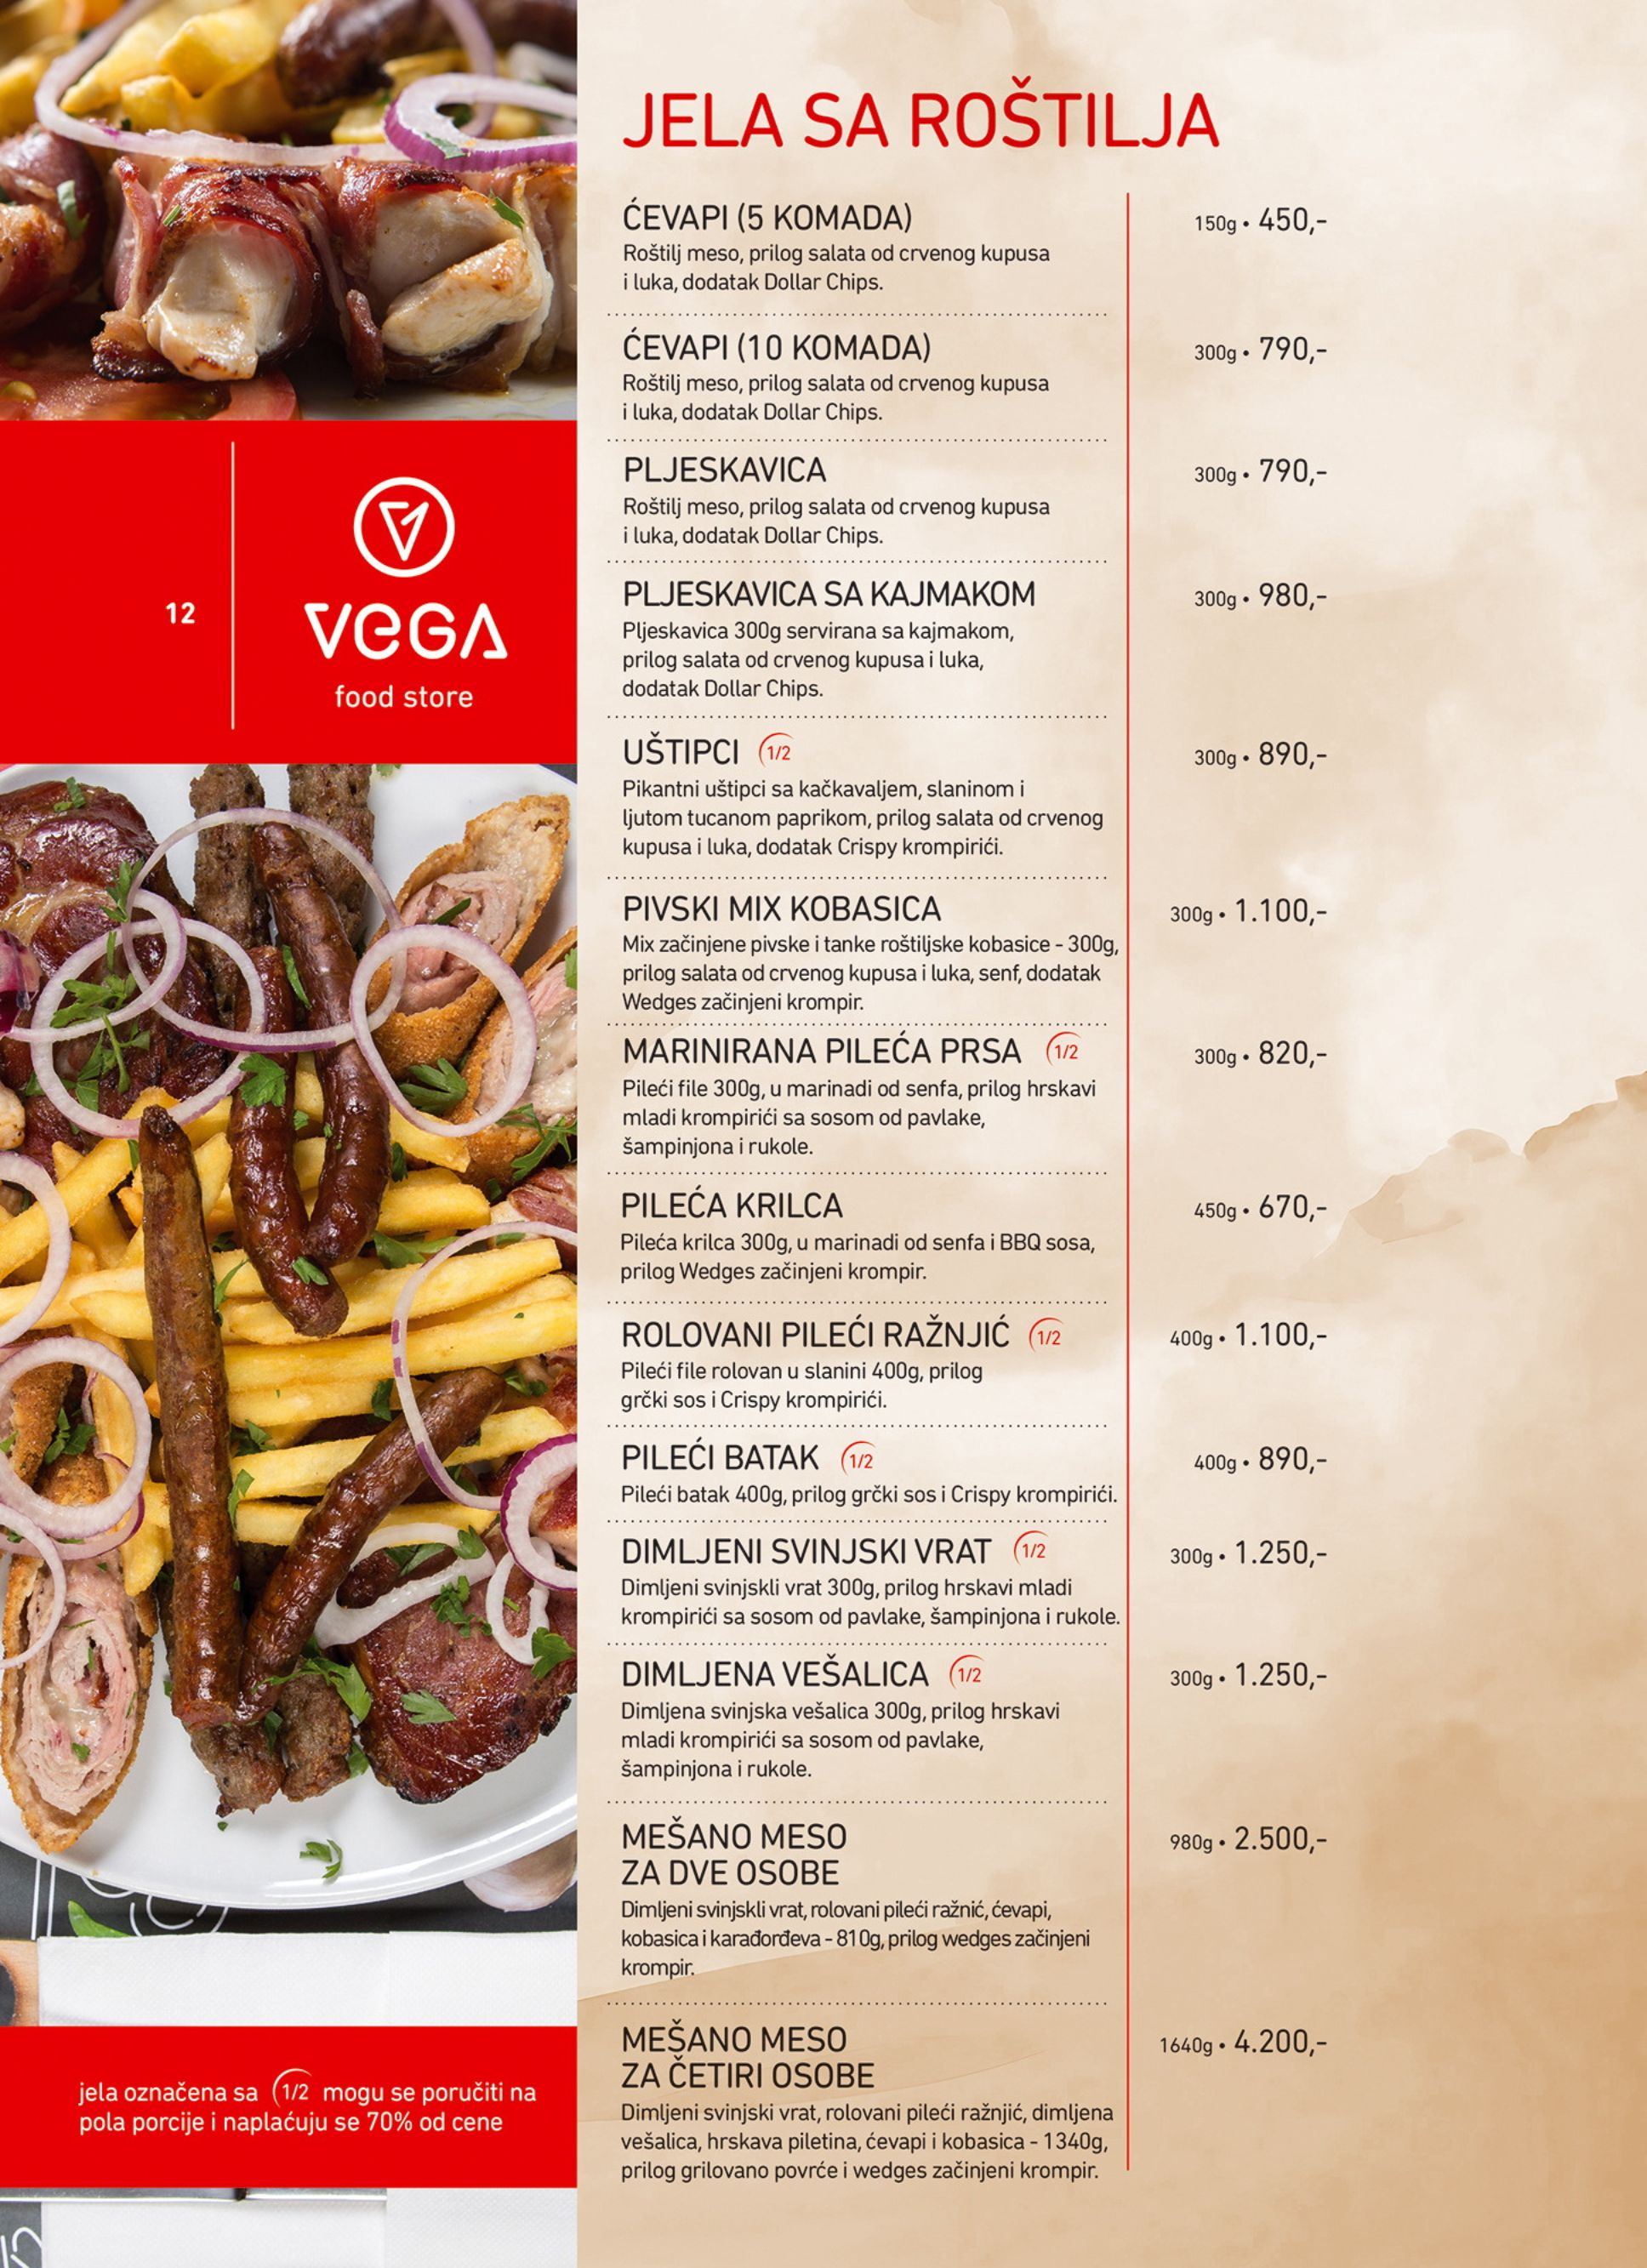 JELA SA ROŠTILJA
ĆEVAPI (5 KOMADA)
150g • 450,-
Roštilj meso, prilog salata od crvenog kupusa
i luka, dodatak Dollar Chips.
ĆEVAPI (10 KOMADA)
300g • 790,-
Roštilj meso, prilog salata od crvenog kupusa
i luka, dodatak Dollar Chips.
PLJESKAVICA
300g • 790,-
Roštilj meso, prilog salata od crvenog kupusa
i luka, dodatak Dollar Chips.
PLJESKAVICA SA KAJMAKOM
300g • 980,-
Pljeskavica 300g servirana sa kajmakom,
prilog salata od crvenog kupusa i luka,
dodatak Dollar Chips.
UŠTIPCI 1/2
300g • 890,-
Pikantni uštipci sa kačkavaljem, slaninom i
ljutom tucanom paprikom, prilog salata od crvenog
kupusa i luka, dodatak Crispy krompirići.
PIVSKI MIX KOBASICA
300g • 1.100,-
Mix začinjene pivske i tanke roštiljske kobasice - 300g,
prilog salata od crvenog kupusa i luka, senf, dodatak
Wedges začinjeni krompir.
MARINIRANA PILEĆA PRSA 1/2
300g • 820,-
Pileći file 300g, u marinadi od senfa, prilog hrskavi
mladi krompirići sa sosom od pavlake,
šampinjona i rukole.
PILEĆA KRILCA
450g • 670,-
Pileća krilca 300g, u marinadi od senfa i BBQ sosa,
prilog Wedges začinjeni krompir.
ROLOVANI PILEĆI RAŽNJIĆ 1/2
400g • 1.100,-
Pileći file rolovan u slanini 400g, prilog
grčki sos i Crispy krompirići.
PILEĆI BATAK 1/2
400g • 890,-
Pileći batak 400g, prilog grčki sos i Crispy krompirići.
DIMLJENI SVINJSKI VRAT 1/2
300g • 1.250,-
Dimljeni svinjskli vrat 300g, prilog hrskavi mladi
krompirići sa sosom od pavlake, šampinjona i rukole.
DIMLJENA VEŠALICA 1/2
300g • 1.250,-
Dimljena svinjska vešalica 300g, prilog hrskavi
mladi krompirići sa sosom od pavlake,
šampinjona i rukole.
MEŠANO MESO
ZA DVE OSOBE
980g • 2.500,-
Dimljeni svinjskli vrat, rolovani pileći ražnić, ćevapi,
kobasica i karađorđeva - 810g, prilog wedges začinjeni
krompir.
MEŠANO MESO
ZA ČETIRI OSOBE
1640g • 4.200,-
Dimljeni svinjski vrat, rolovani pileći ražnjić, dimljena
vešalica, hrskava piletina, ćevapi i kobasica - 1340g,
prilog grilovano povrće i wedges začinjeni krompir.
12
VeGA
food store
jela označena sa 1/2 mogu se poručiti na
pola porcije i naplaćuju se 70% od cene